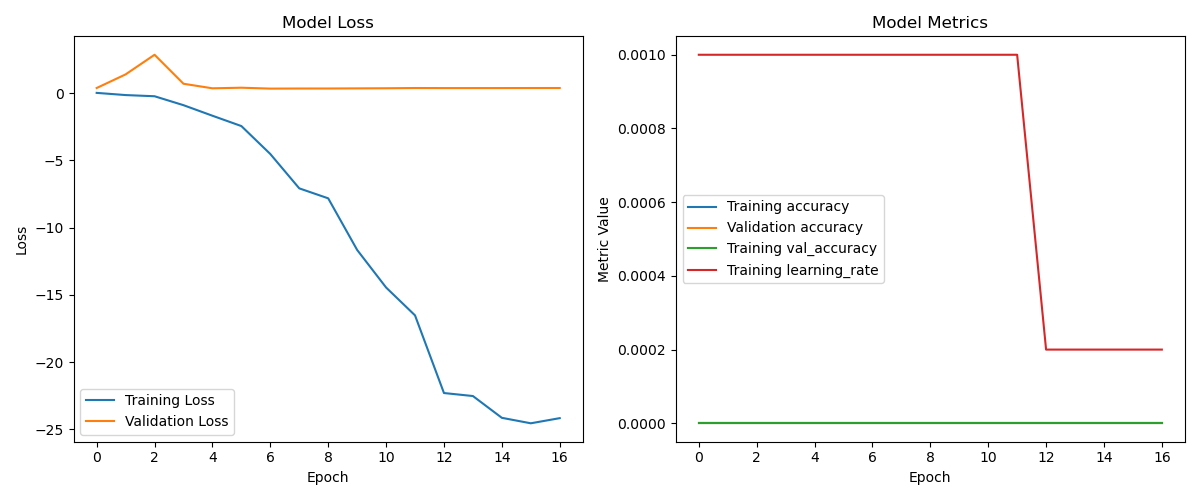 Model Loss
Loss
0
−5
−10
−15
−20
−25
Training Loss
Validation Loss
0 2 4 6 8 10 12 14 16
Epoch
Model Metrics
Metric Value
0.0010
0.0008
0.0006
0.0004
0.0002
0.0000
Training accuracy
Validation accuracy
Training val_accuracy
Training learning_rate
0 2 4 6 8 10 12 14 16
Epoch